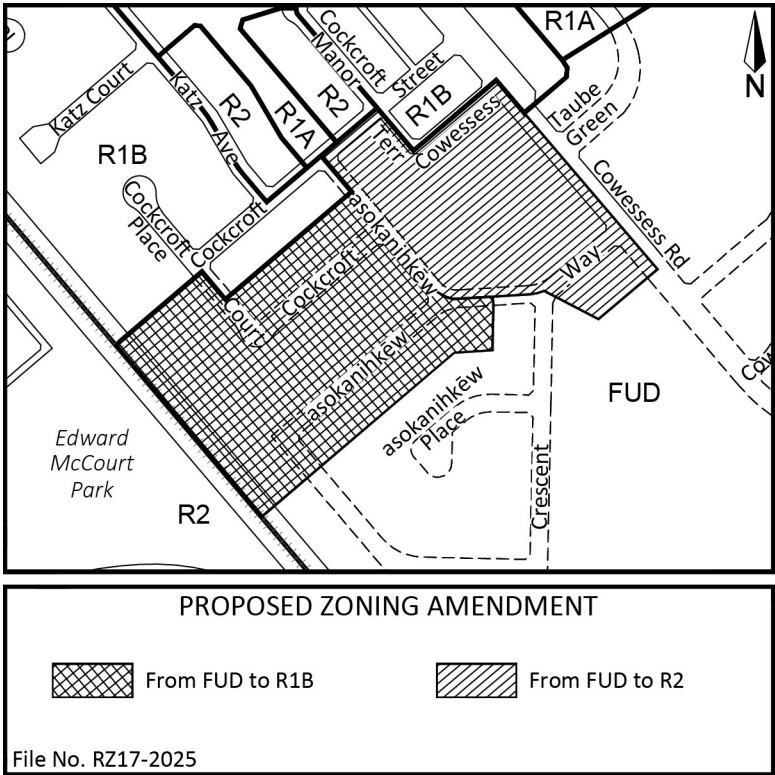 R1A
Cockcroft
Manor
Street
R2
R1A
R2
R1B
N
Katz Court
Katz
Ave
Taube
Green
R1B
Terr
Cowessess
Cockcroft
Place
Cockcroft
Cowessess Rd
asokanihkēw
Way
Cockcroft
Court
asokanihkēw
FUD
asokanihkēw
Place
Edward
McCourt
Park
R2
Crescent
PROPOSED ZONING AMENDMENT
From FUD to R1B
From FUD to R2
File No. RZ17-2025